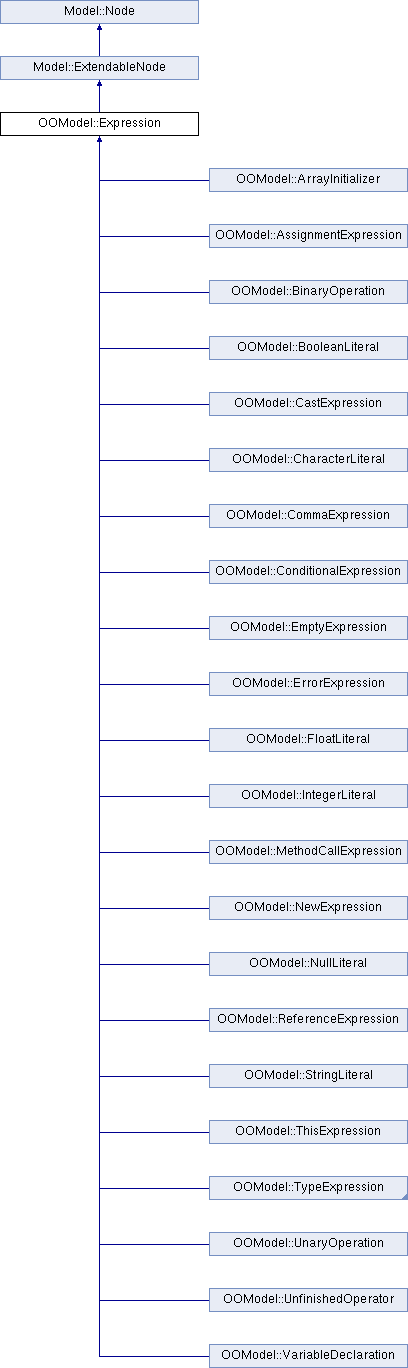 Model::Node
Model::ExtendableNode
OOModel::Expression
OOModel::ArrayInitializer
OOModel::AssignmentExpression
OOModel::BinaryOperation
OOModel::BooleanLiteral
OOModel::CastExpression
OOModel::CharacterLiteral
OOModel::CommaExpression
OOModel::ConditionalExpression
OOModel::EmptyExpression
OOModel::ErrorExpression
OOModel::FloatLiteral
OOModel::IntegerLiteral
OOModel::MethodCallExpression
OOModel::NewExpression
OOModel::NullLiteral
OOModel::ReferenceExpression
OOModel::StringLiteral
OOModel::ThisExpression
OOModel::TypeExpression
OOModel::UnaryOperation
OOModel::UnfinishedOperator
OOModel::VariableDeclaration